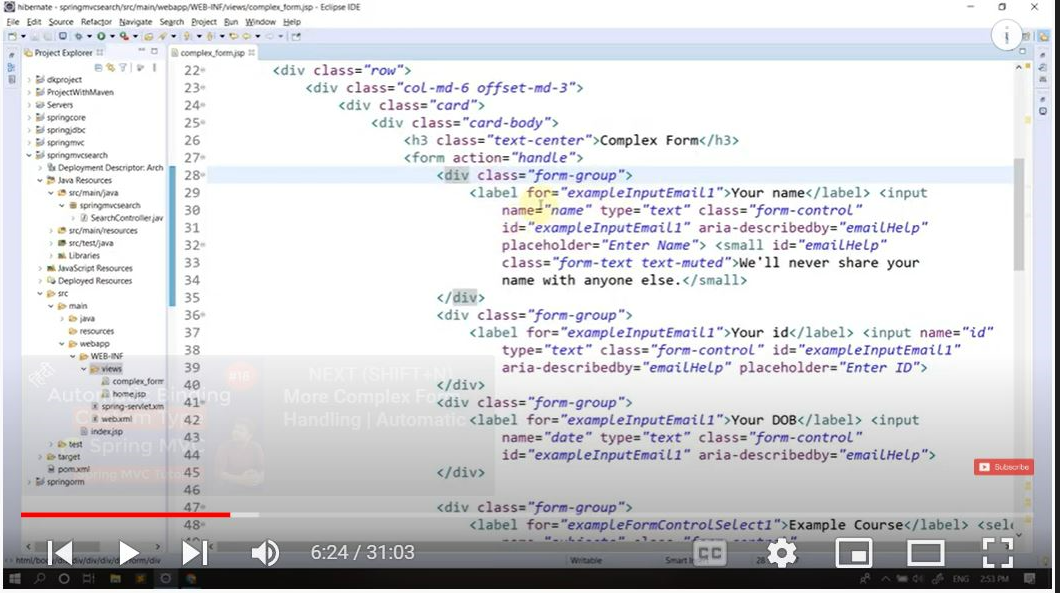 hibernate - springmvcsearch/src/main/webapp/WEB-INF/views/complex_form.jsp - Eclipse IDE
File Edit Source Refactor Navigate Search Project Run Window Help
Project Explorer
complex_form.jsp
dkproject
ProjectWithMaven
Servers
springcore
springjdbc
springmvc
springmvcsearch
Deployment Descriptor: Arch
Java Resources
src/main/java
springmvcsearch
SearchController.jav
src/main/resources
src/test/java
Libraries
JavaScript Resources
Deployed Resources
src
main
java
resources
webapp
WEB-INF
views
complex_form
home.jsp
spring-servlet.xm
web.xml
index.jsp
test
target
pom.xml
springorm
22 <div class="row">
23 <div class="col-md-6 offset-md-3">
24 <div class="card">
25 <div class="card-body">
26 <h3 class="text-center">Complex Form</h3>
27 <form action="handle">
28 <div class="form-group">
29 <label for="exampleInputEmail1">Your name</label> <input
30 name="name" type="text" class="form-control"
31 id="exampleInputEmail1" aria-describedby="emailHelp"
32 placeholder="Enter Name"> <small id="emailHelp"
33 class="form-text text-muted">We'll never share your
34 name with anyone else.</small>
35 </div>
36 <div class="form-group">
37 <label for="exampleInputEmail1">Your id</label> <input name="id"
38 type="text" class="form-control" id="exampleInputEmail1"
39 aria-describedby="emailHelp" placeholder="Enter ID">
40 </div>
41 <div class="form-group">
42 <label for="exampleInputEmail1">Your DOB</label> <input
43 name="date" type="text" class="form-control"
44 id="exampleInputEmail1" aria-describedby="emailHelp">
45 </div>
46
47 <div class="form-group">
48 <label for="exampleFormControlSelect1">Example Course</label> <sele
NEXT (SHIFT+N)
More Complex Form
Handling | Automatic
#18
Spring MVC
Subscribe
6:24 / 31:03
CC
Writable
Smart In
ENG 2:53 PM